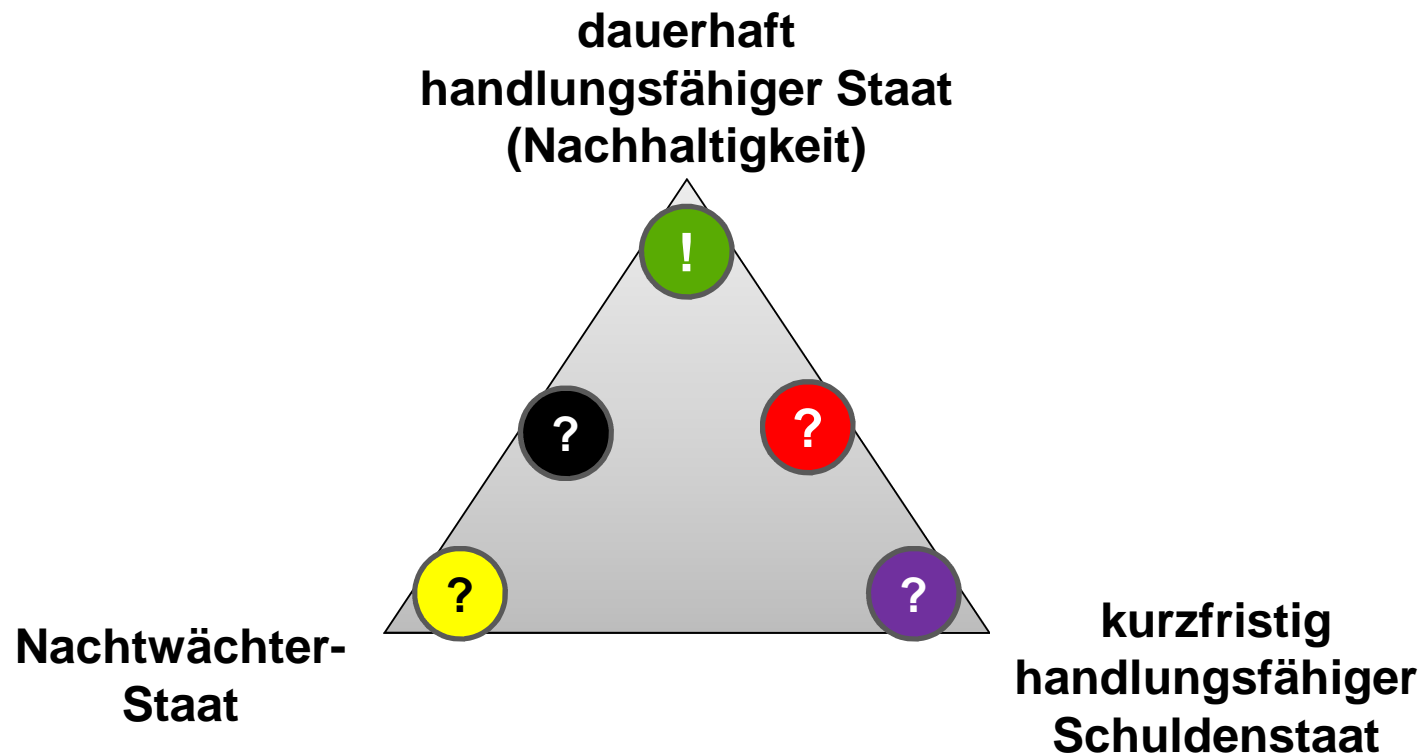 dauerhaft
handlungsfähiger Staat
(Nachhaltigkeit)
!
?
?
?
?
Nachtwächter-
Staat
kurzfristig
handlungsfähiger
Schuldenstaat